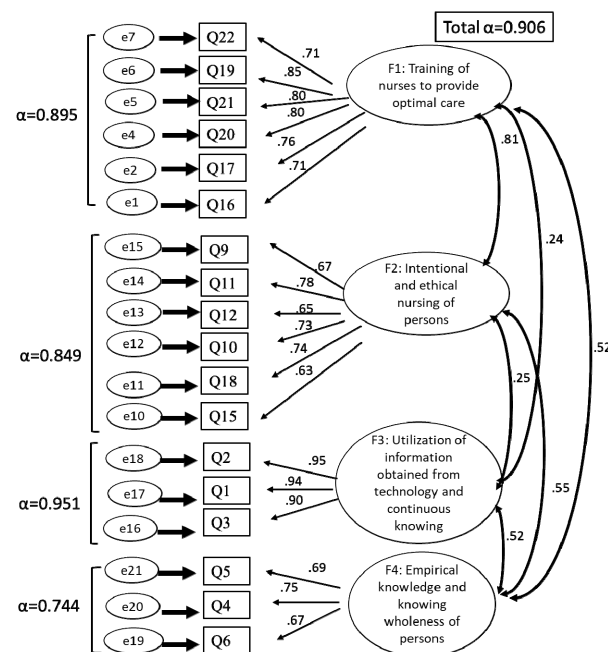 Total α=0.906
α=0.895
e7
Q22
e6
Q19
e5
Q21
e4
Q20
e2
Q17
e1
Q16
.71
.85
.80
.80
.76
.71
F1: Training of
nurses to provide
optimal care
α=0.849
e15
Q9
e14
Q11
e13
Q12
e12
Q10
e11
Q18
e10
Q15
.67
.78
.65
.73
.74
.63
F2: Intentional
and ethical
nursing of
persons
α=0.951
e18
Q2
e17
Q1
e16
Q3
.95
.94
.90
F3: Utilization of
information
obtained from
technology and
continuous
knowing
α=0.744
e21
Q5
e20
Q4
e19
Q6
.69
.75
.67
F4: Empirical
knowledge and
knowing
wholeness of
persons
.81
.24
.52
.25
.55
.52